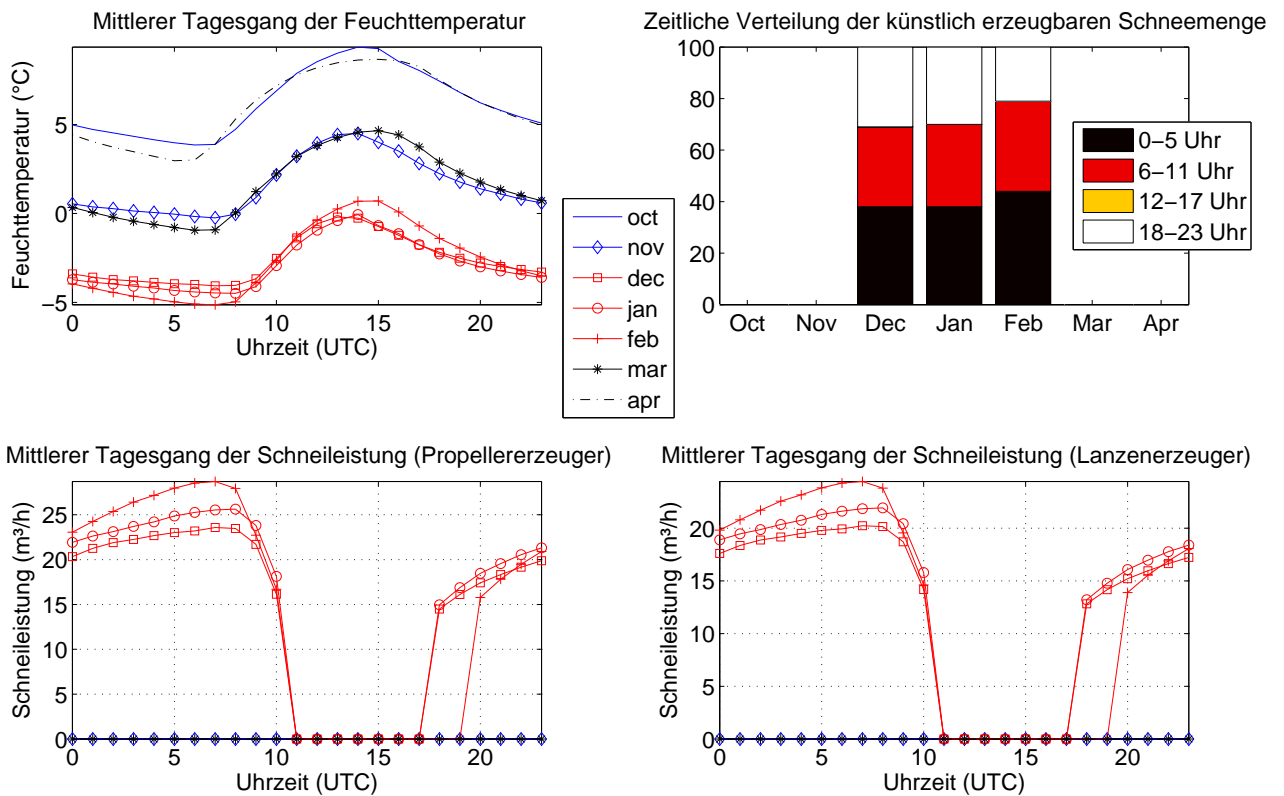 Mittlerer Tagesgang der Feuchttemperatur
Feuchttemperatur (°C)
5
0
−5
0 5 10 15 20
Uhrzeit (UTC)
oct
nov
dec
jan
feb
mar
apr
Zeitliche Verteilung der künstlich erzeugbaren Schneemenge
100
80
60
40
20
0
Oct Nov Dec Jan Feb Mar Apr
0−5 Uhr
6−11 Uhr
12−17 Uhr
18−23 Uhr
Mittlerer Tagesgang der Schneileistung (Propellererzeuger)
Schneileistung (m³/h)
25
20
15
10
5
0
0 5 10 15 20
Uhrzeit (UTC)
Mittlerer Tagesgang der Schneileistung (Lanzenerzeuger)
Schneileistung (m³/h)
20
15
10
5
0
0 5 10 15 20
Uhrzeit (UTC)